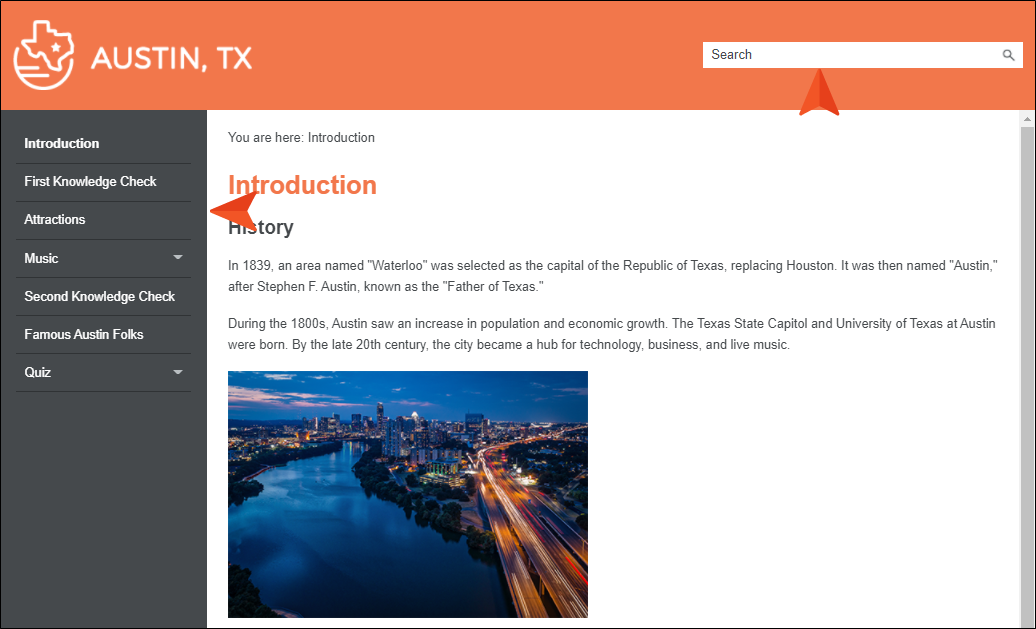 AUSTIN, TX
Search
Introduction
First Knowledge Check
Attractions
Music
Second Knowledge Check
Famous Austin Folks
Quiz
You are here: Introduction
Introduction
History
In 1839, an area named "Waterloo" was selected as the capital of the Republic of Texas, replacing Houston. It was then named "Austin,"
after Stephen F. Austin, known as the "Father of Texas."
During the 1800s, Austin saw an increase in population and economic growth. The Texas State Capitol and University of Texas at Austin
were born. By the late 20th century, the city became a hub for technology, business, and live music.